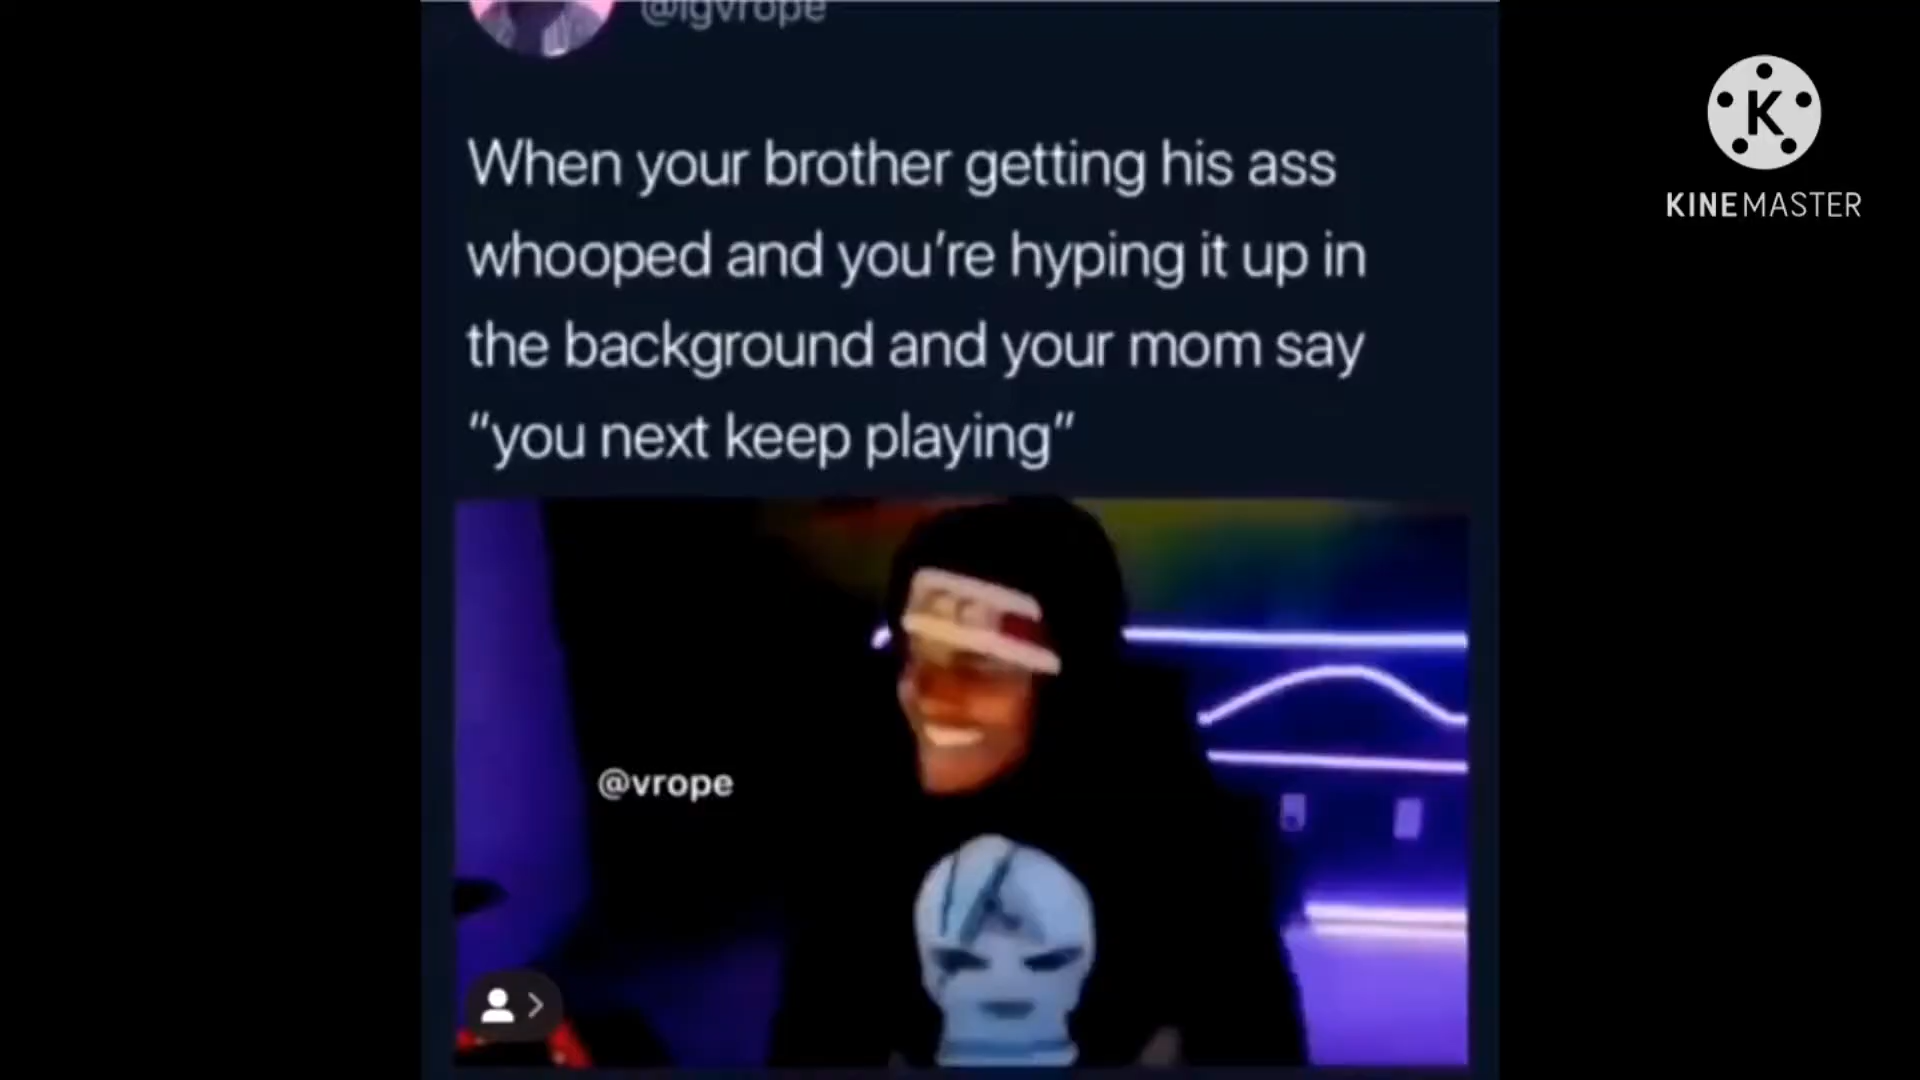 @igvrope
When your brother getting his ass
whooped and you're hyping it up in
the background and your mom say
"you next keep playing"
@vrope
K
KINEMASTER